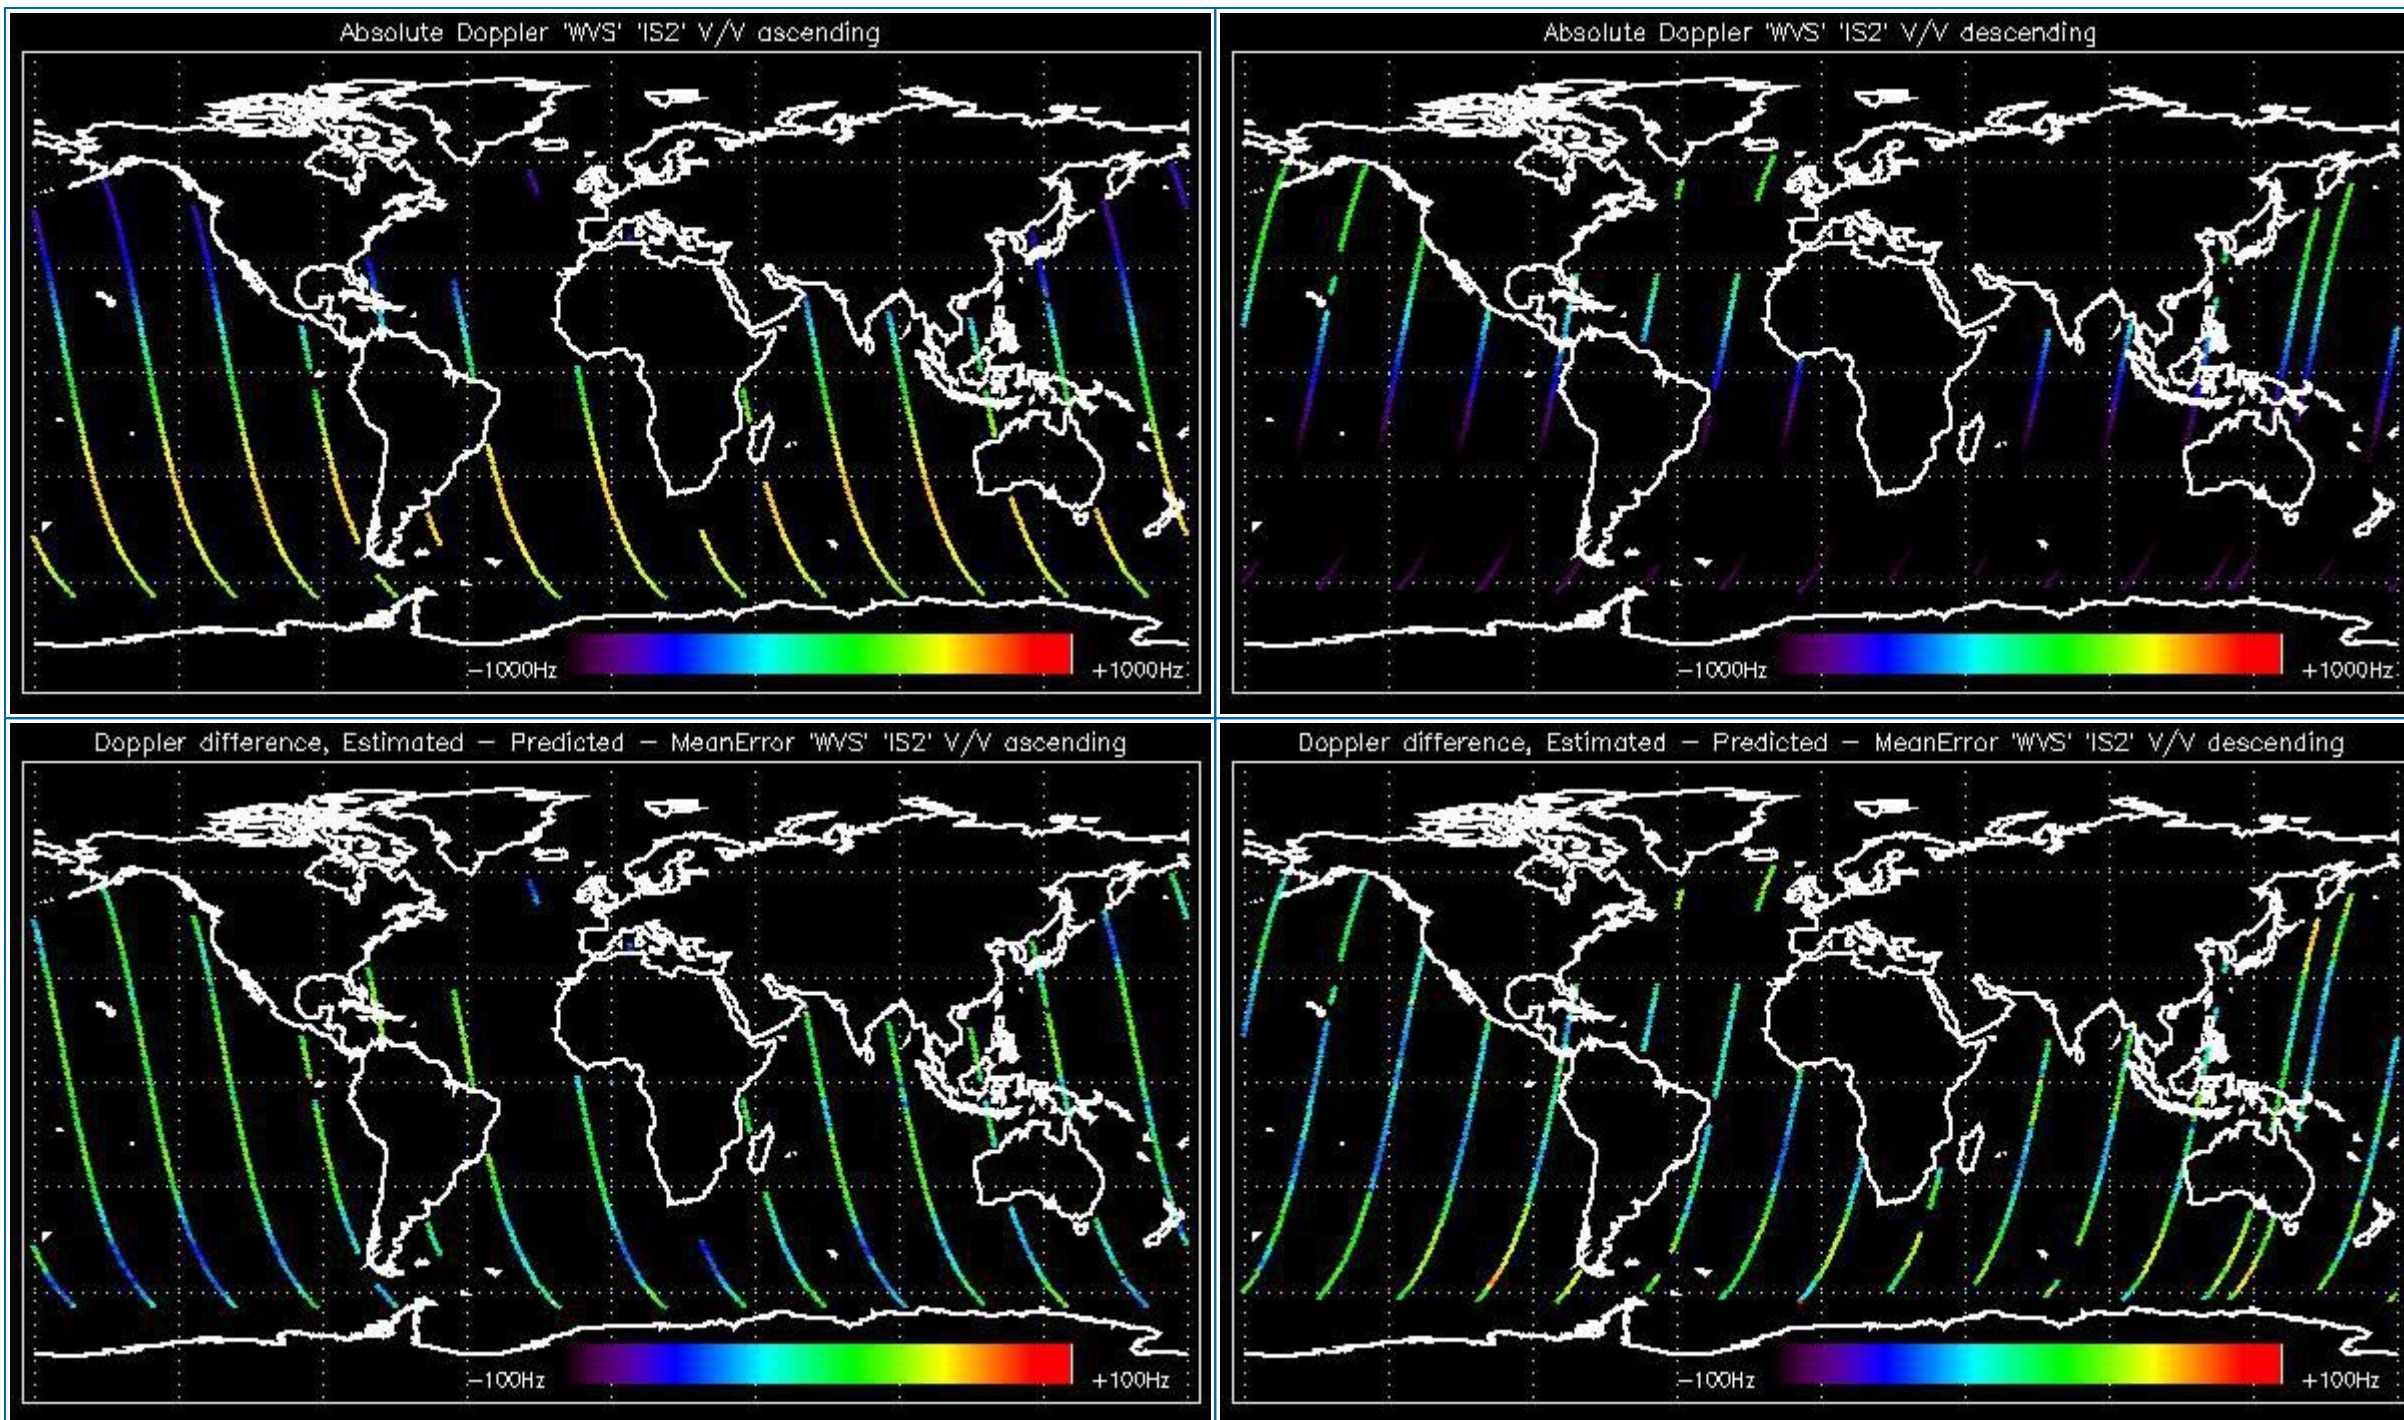 Absolute Doppler 'WVS' 'IS2' V/V ascending
Absolute Doppler 'WVS' 'IS2' V/V descending
−1000Hz
+1000Hz
−1000Hz
+1000Hz
Doppler difference, Estimated − Predicted − MeanError 'WVS' 'IS2' V/V ascending
Doppler difference, Estimated − Predicted − MeanError 'WVS' 'IS2' V/V descending
−100Hz
+100Hz
−100Hz
+100Hz